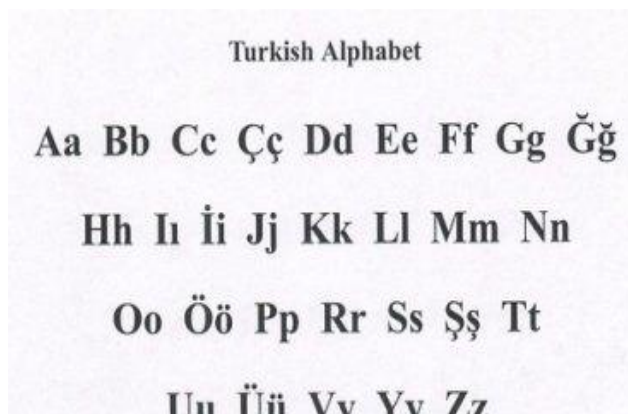 Turkish Alphabet
Aa Bb Cc Çç Dd Ee Ff Gg Ğğ
Hh Iı İi Jj Kk Ll Mm Nn
Oo Öö Pp Rr Ss Şş Tt
Uu Üü Vv Yy Zz